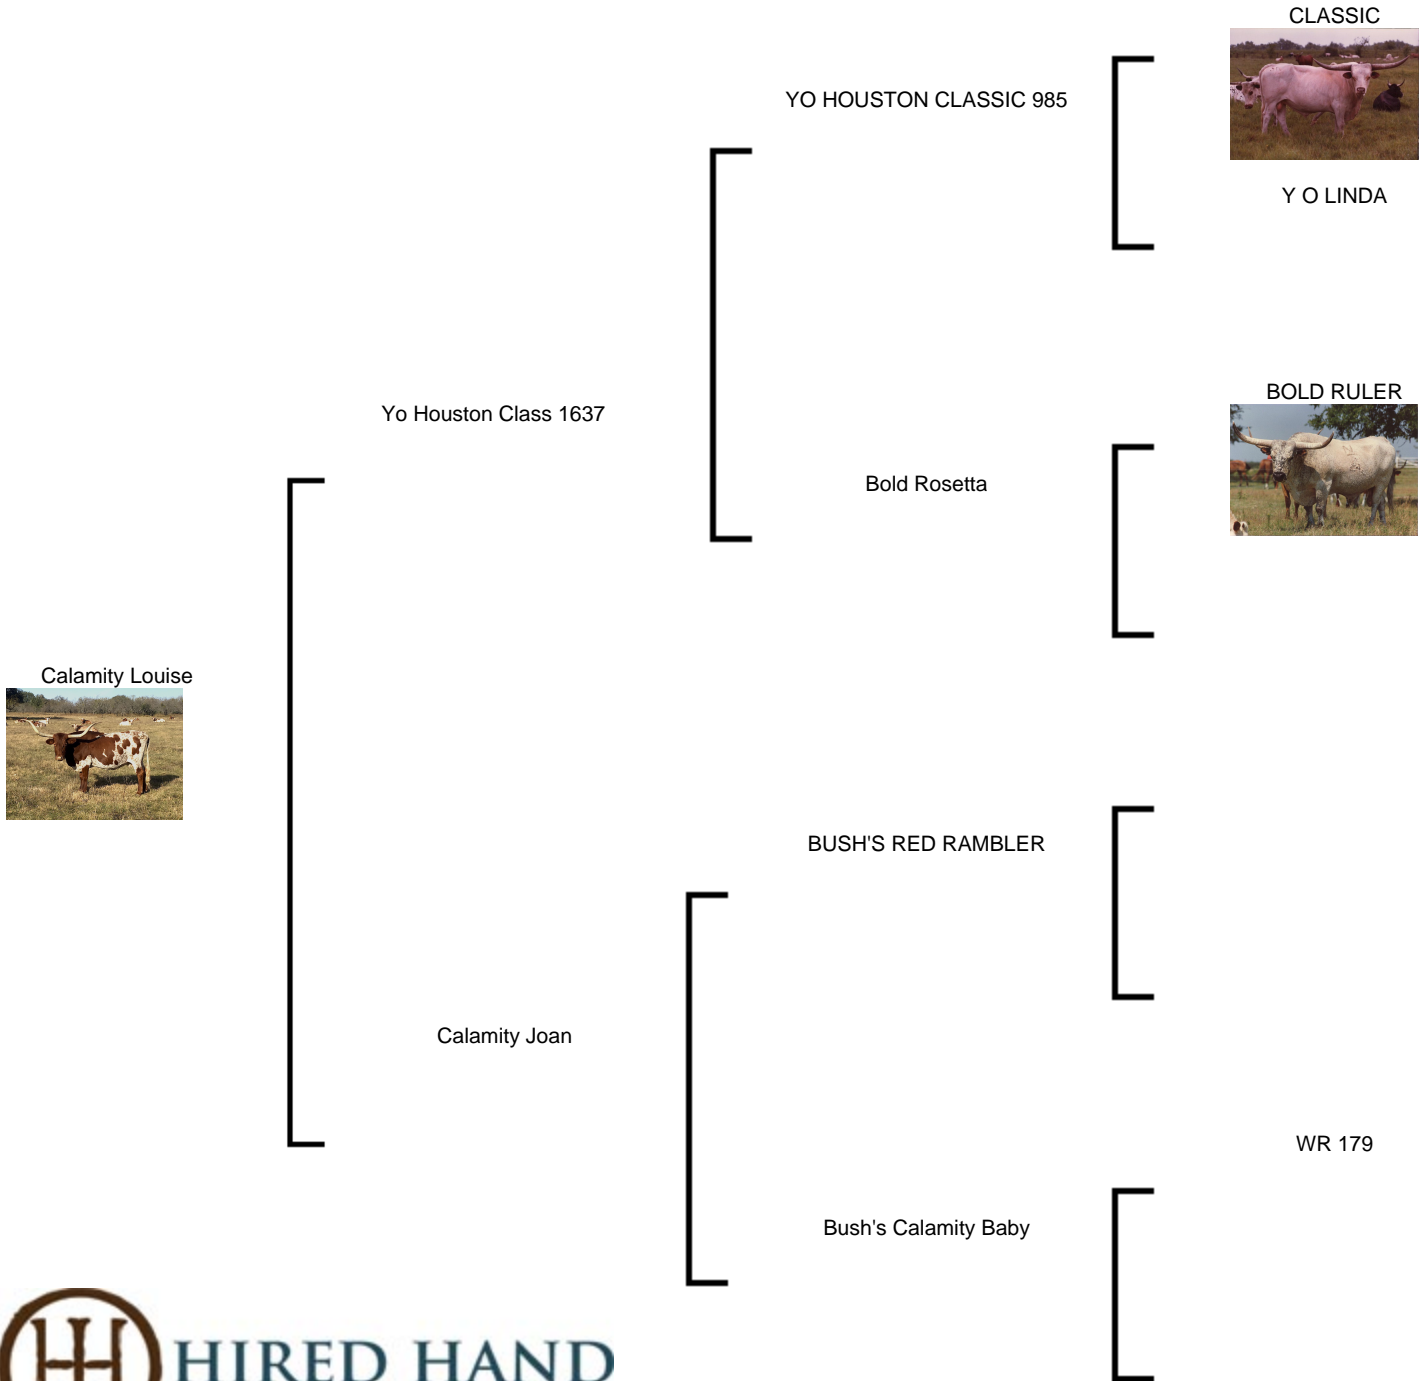 CLASSIC
YO HOUSTON CLASSIC 985
Y O LINDA
Yo Houston Class 1637
BOLD RULER
Bold Rosetta
Calamity Louise
BUSH'S RED RAMBLER
Calamity Joan
WR 179
Bush's Calamity Baby
HIRED HAND